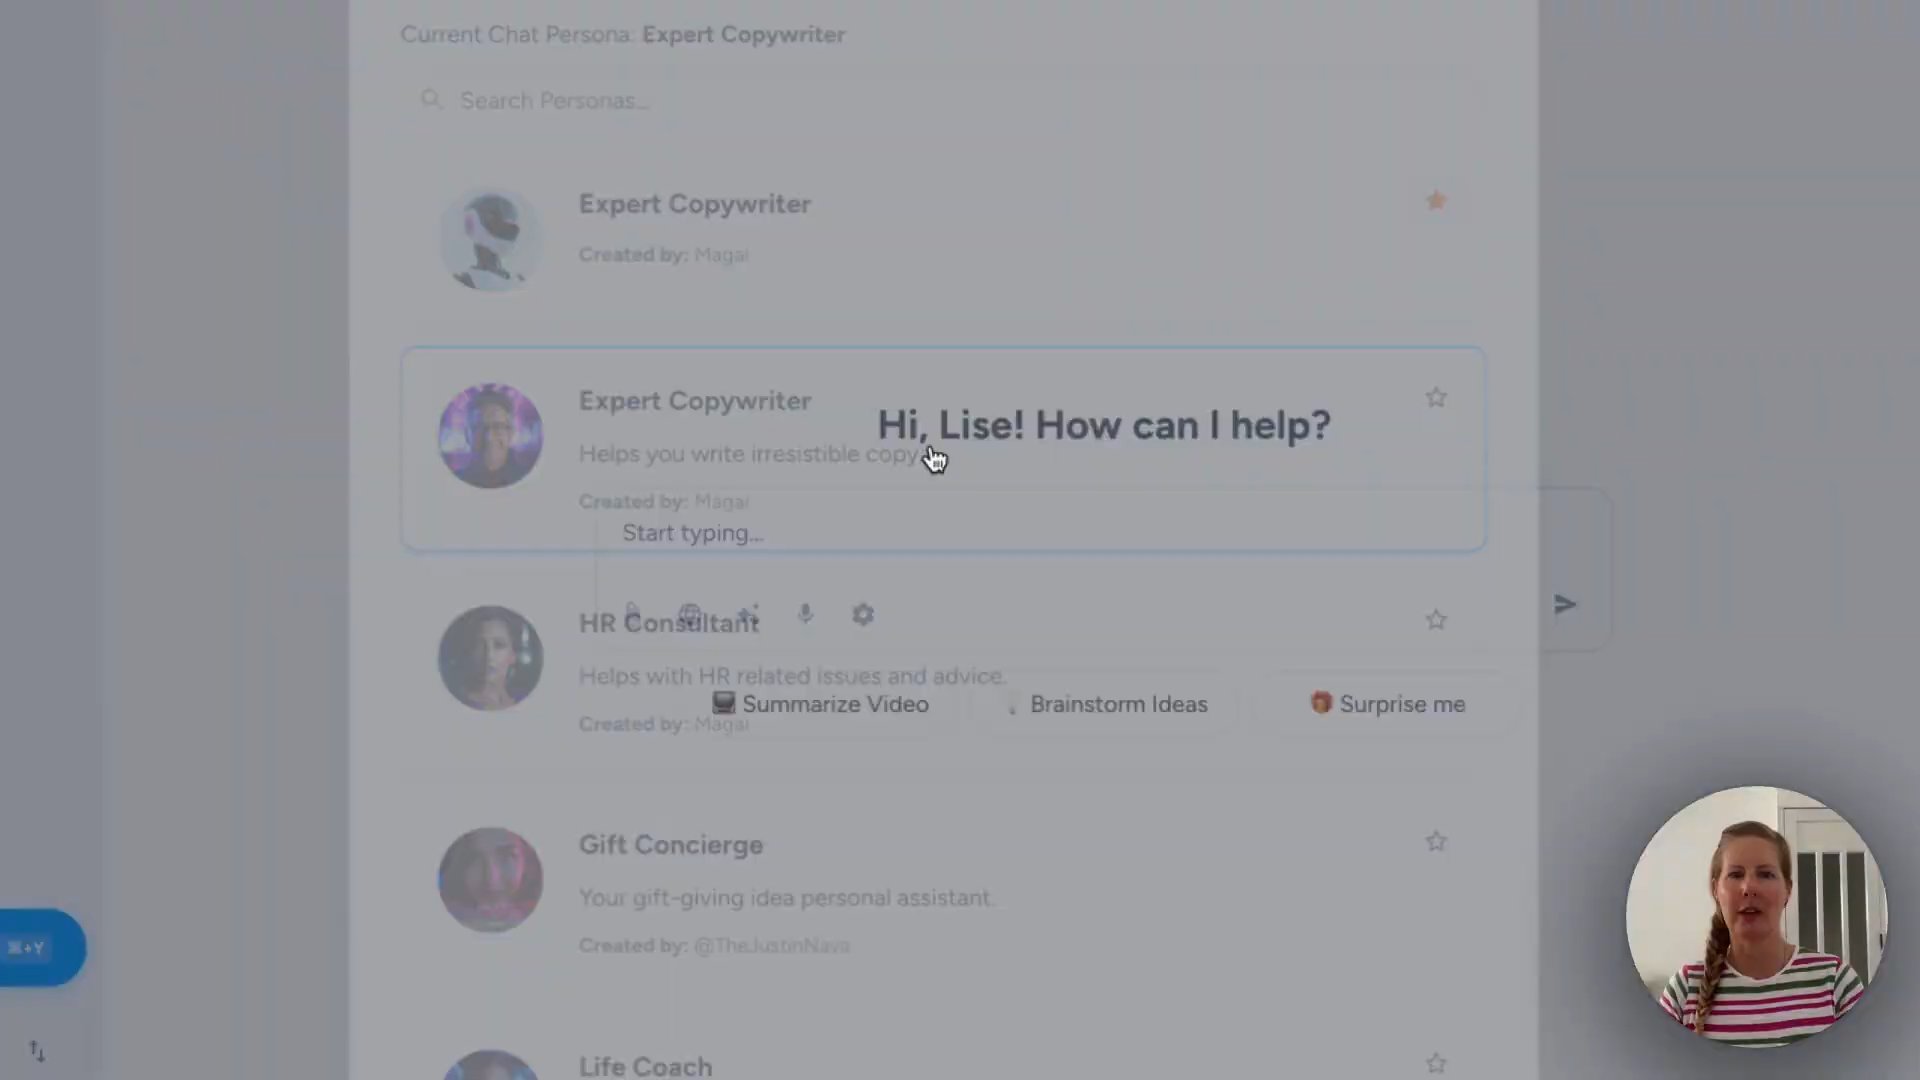 Current Chat Persona: Expert Copywriter
Search Personas...
Expert Copywriter
Created by: Magai
Expert Copywriter
Hi, Lise! How can I help?
Helps you write irresistible copy
Created by: Magai
Start typing...
HR Consultant
Helps with HR related issues and advice.
Summarize Video
Brainstorm Ideas
Surprise me
Created by: Magai
Gift Concierge
Your gift-giving idea personal assistant.
Created by: @TheJustinNava
⌘+Y
Life Coach